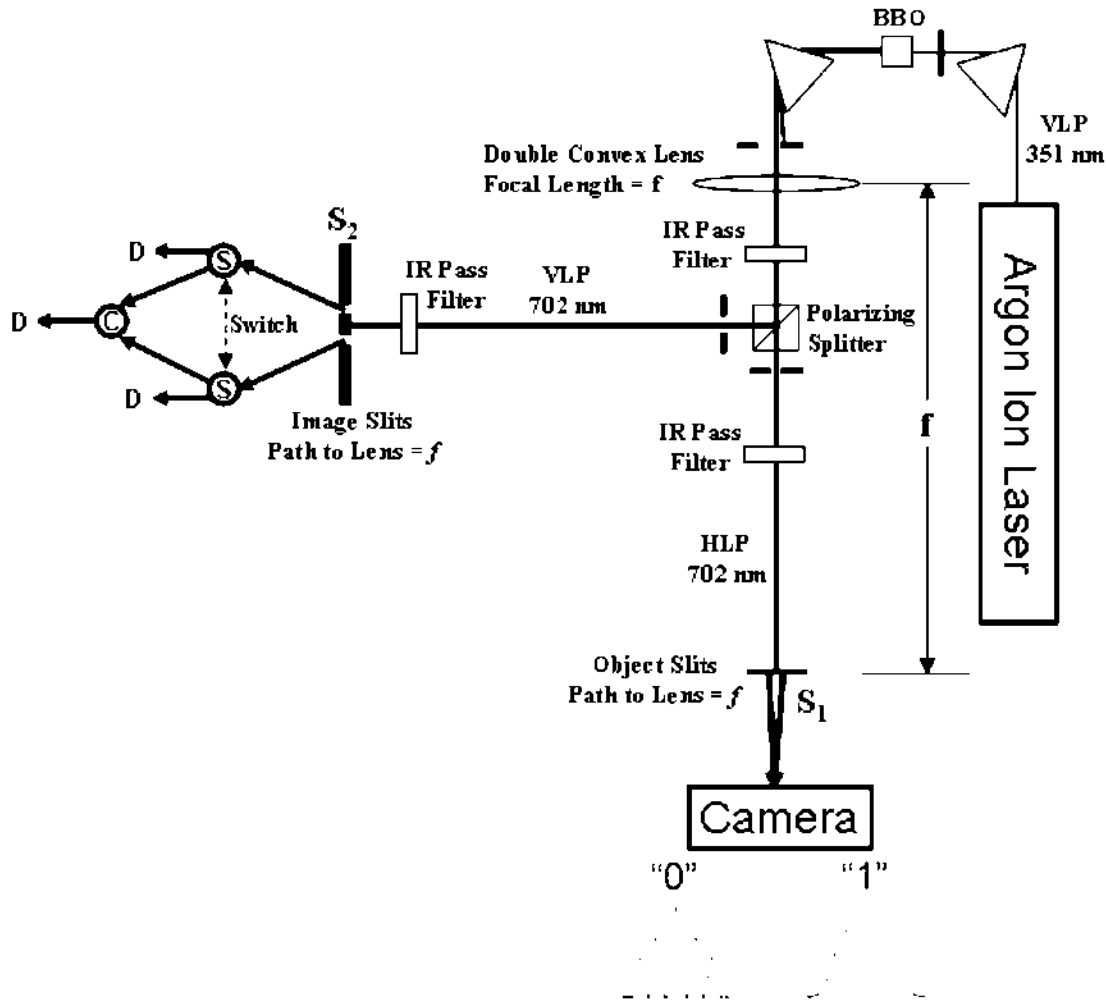 BBO
VLP
351 nm
Double Convex Lens
Focal Length = f
S2
D
S
IR Pass
Filter
VLP
702 nm
IR Pass
Filter
D
C
Switch
Polarizing
Splitter
D
S
Image Slits
Path to Lens = f
IR Pass
Filter
f
Argon Ion Laser
HLP
702 nm
Object Slits
Path to Lens = f
S1
Camera
“0”
“1”